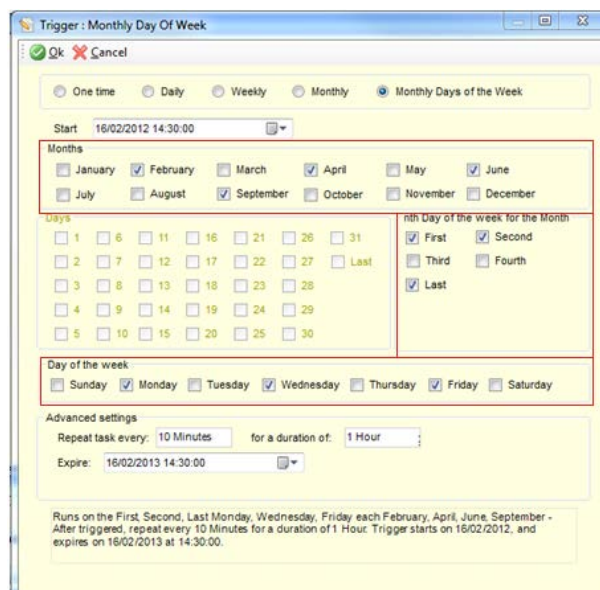 Trigger : Monthly Day Of Week
Ok Cancel
One time Daily Weekly Monthly Monthly Days of the Week
Start 16/02/2012 14:30:00
Months
January February March April May June
July August September October November December
Days
1 6 11 16 21 26 31
2 7 12 17 22 27 Last
3 8 13 18 23 28
4 9 14 19 24 29
5 10 15 20 25 30
nth Day of the week for the Month
First Second
Third Fourth
Last
Day of the week
Sunday Monday Tuesday Wednesday Thursday Friday Saturday
Advanced settings
Repeat task every: 10 Minutes for a duration of: 1 Hour
Expire: 16/02/2013 14:30:00
Runs on the First, Second, Last Monday, Wednesday, Friday each February, April, June, September -
After triggered, repeat every 10 Minutes for a duration of 1 Hour. Trigger starts on 16/02/2012, and
expires on 16/02/2013 at 14:30:00.